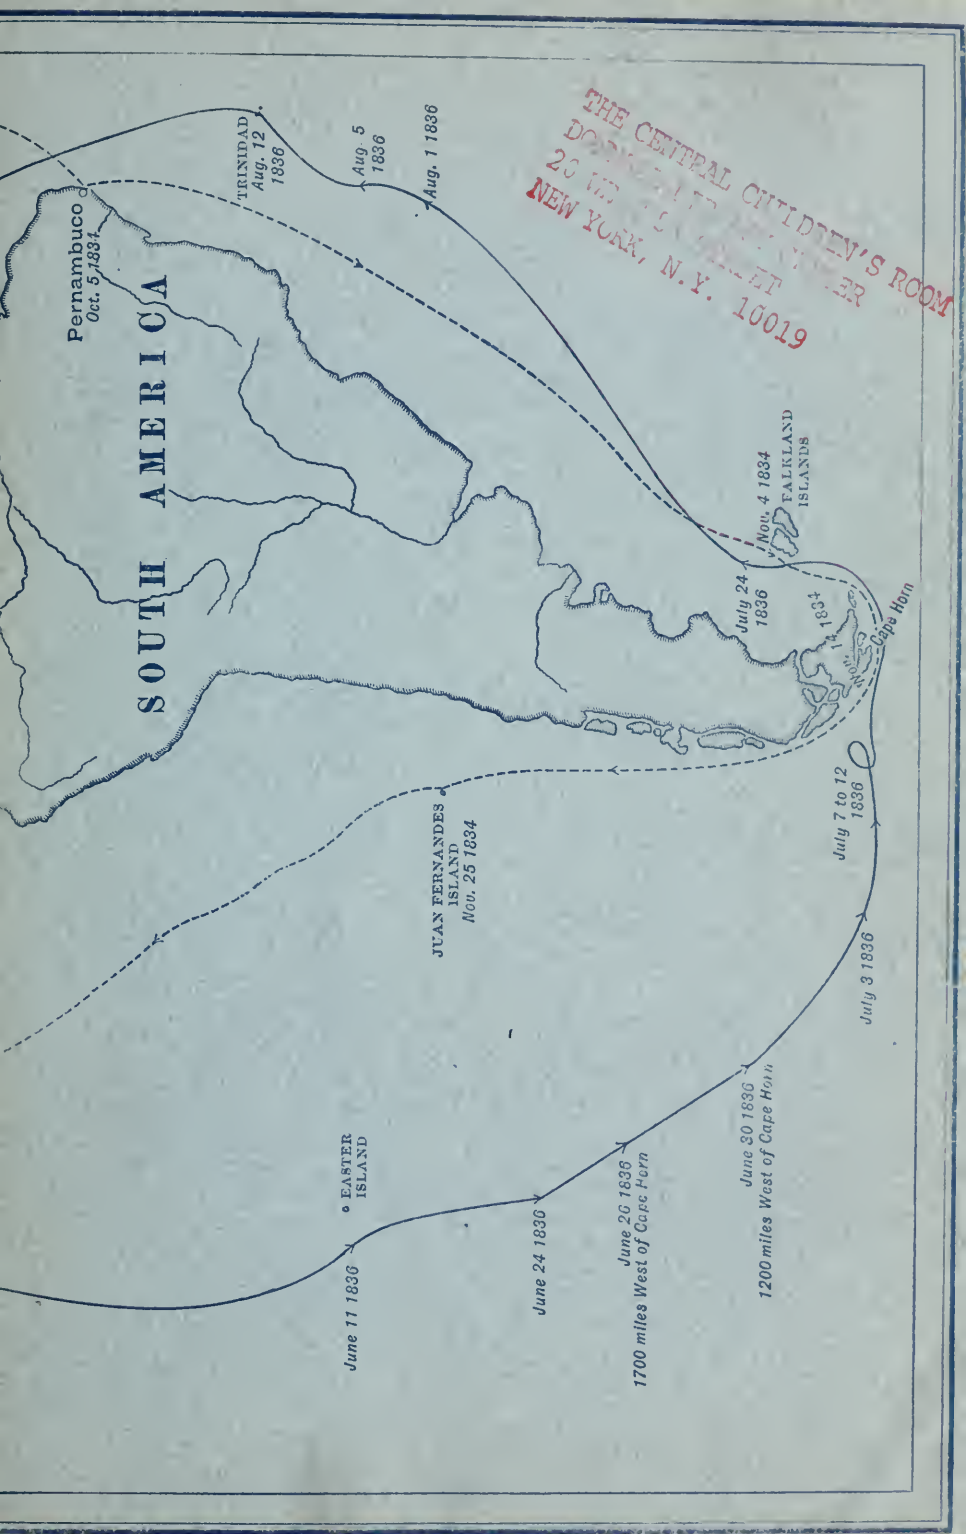 THE CENTRAL CHILDREN'S ROOM
20
NEW YORK, N.Y. 10019
TRINIDAD
Aug. 12
1836
Aug. 5
1836
Aug. 1 1836
Pernambuco
Oct. 5, 1834
SOUTH AMERICA
Nov. 4 1834
FALKLAND
ISLANDS
July 24
1836
Nov. 14 1834
Cape Horn
July 7 to 12
1836
JUAN FERNANDES
ISLAND
Nov. 25 1834
July 3 1836
EASTER
ISLAND
June 30 1836
1200 miles West of Cape Horn
June 26 1836
1700 miles West of Cape Horn
June 24 1836
June 11 1836